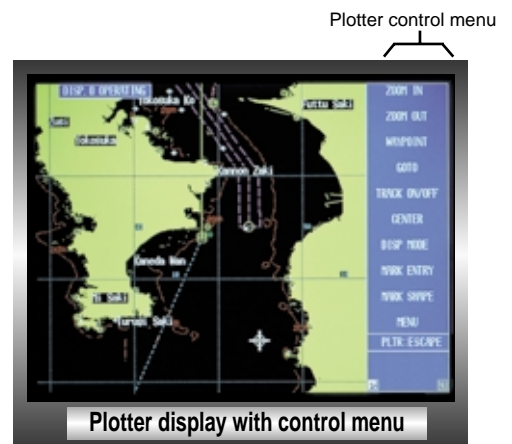 Plotter control menu
DISP. 8 OPERATING
Yokosuka Ko
Futtu Saki
ZOOM IN
ZOOM OUT
WAYPOINT
GOTO
TRACK ON/OFF
CENTER
DISP MODE
MARK ENTRY
MARK SHAPE
MENU
PLTR:ESCAPE
Yokosuka
Kannon Zaki
Kaneda Wan
Tsurugi Saki
Plotter display with control menu